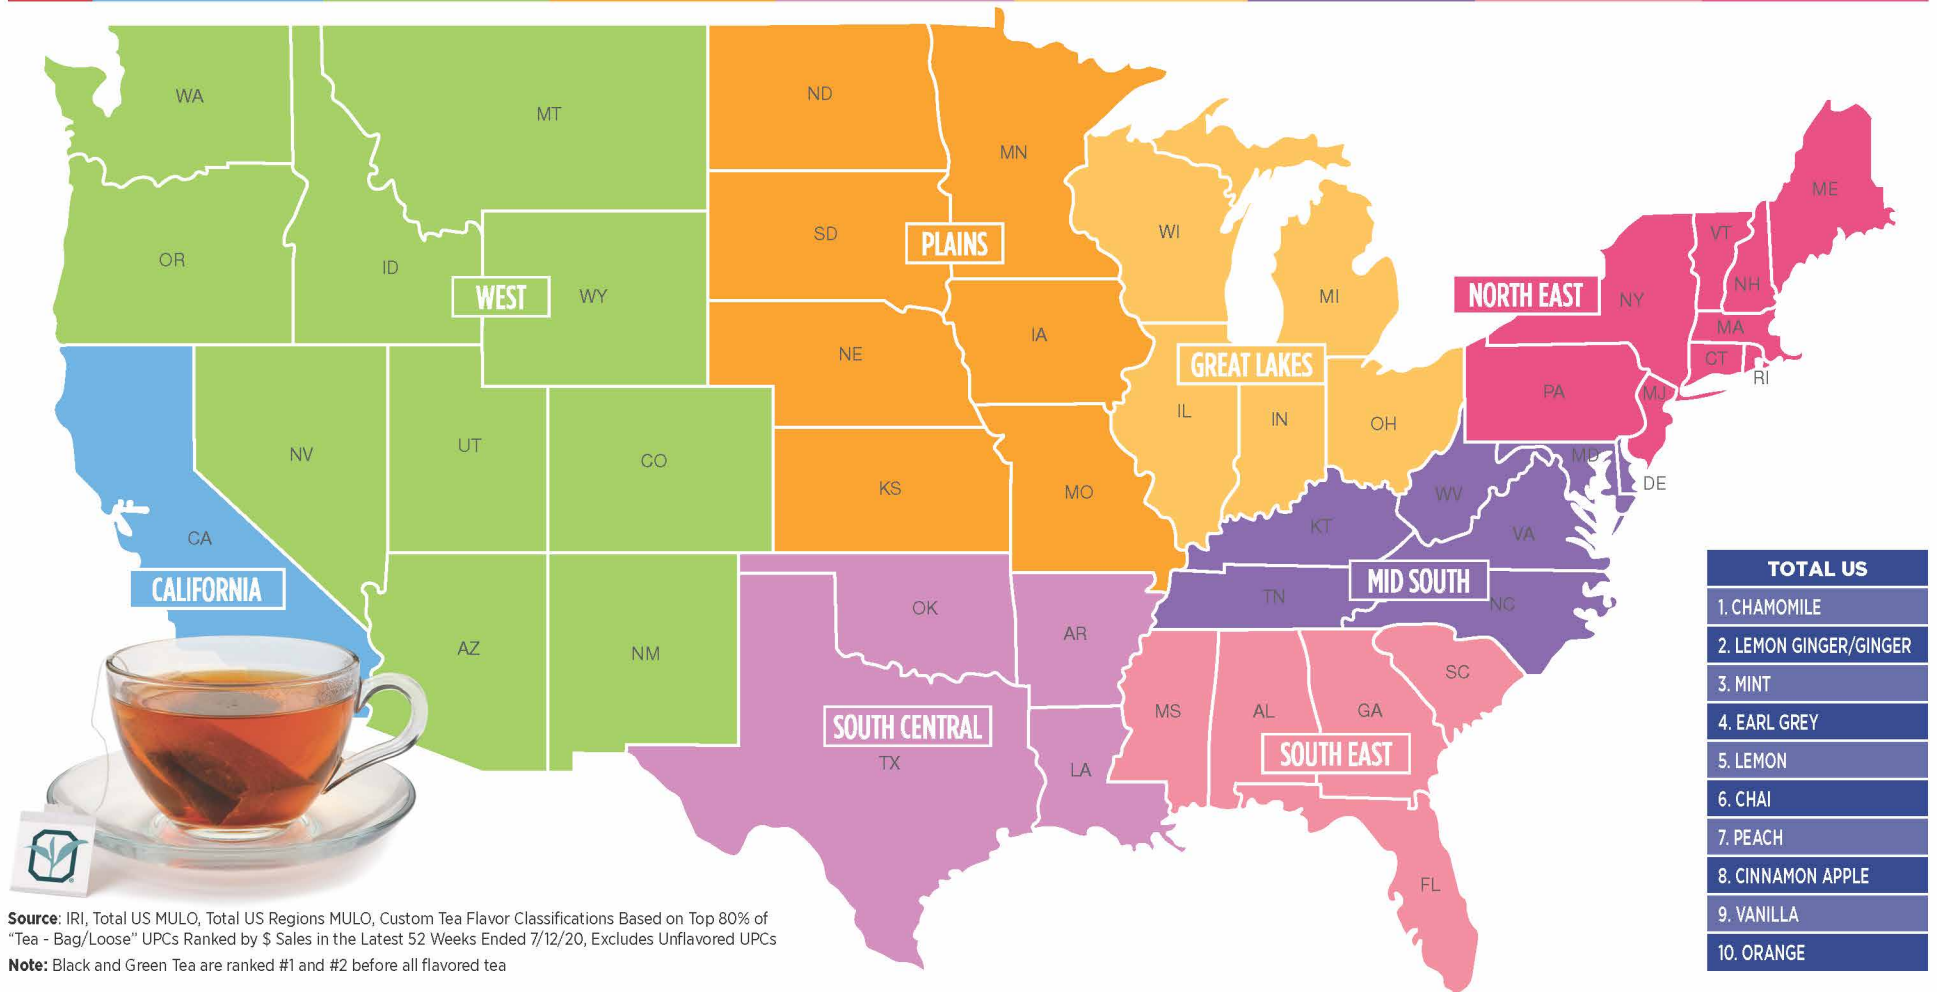 WA
MT
ND
MN
ME
OR
ID
WEST
WY
SD
PLAINS
WI
MI
NORTH EAST
NY
VT
NH
MA
CT
RI
NE
IA
GREAT LAKES
PA
MJ
NV
UT
CO
KS
MO
IL
IN
OH
MD
DE
WV
KT
VA
CA
CALIFORNIA
MID SOUTH
TN
NC
AZ
NM
OK
AR
SC
SOUTH CENTRAL
TX
LA
MS
AL
GA
SOUTH EAST
FL
TOTAL US
1. CHAMOMILE
2. LEMON GINGER/GINGER
3. MINT
4. EARL GREY
5. LEMON
6. CHAI
7. PEACH
8. CINNAMON APPLE
9. VANILLA
10. ORANGE
Source: IRI, Total US MULO, Total US Regions MULO, Custom Tea Flavor Classifications Based on Top 80% of
“Tea - Bag/Loose” UPCs Ranked by $ Sales in the Latest 52 Weeks Ended 7/12/20, Excludes Unflavored UPCs
Note: Black and Green Tea are ranked #1 and #2 before all flavored tea